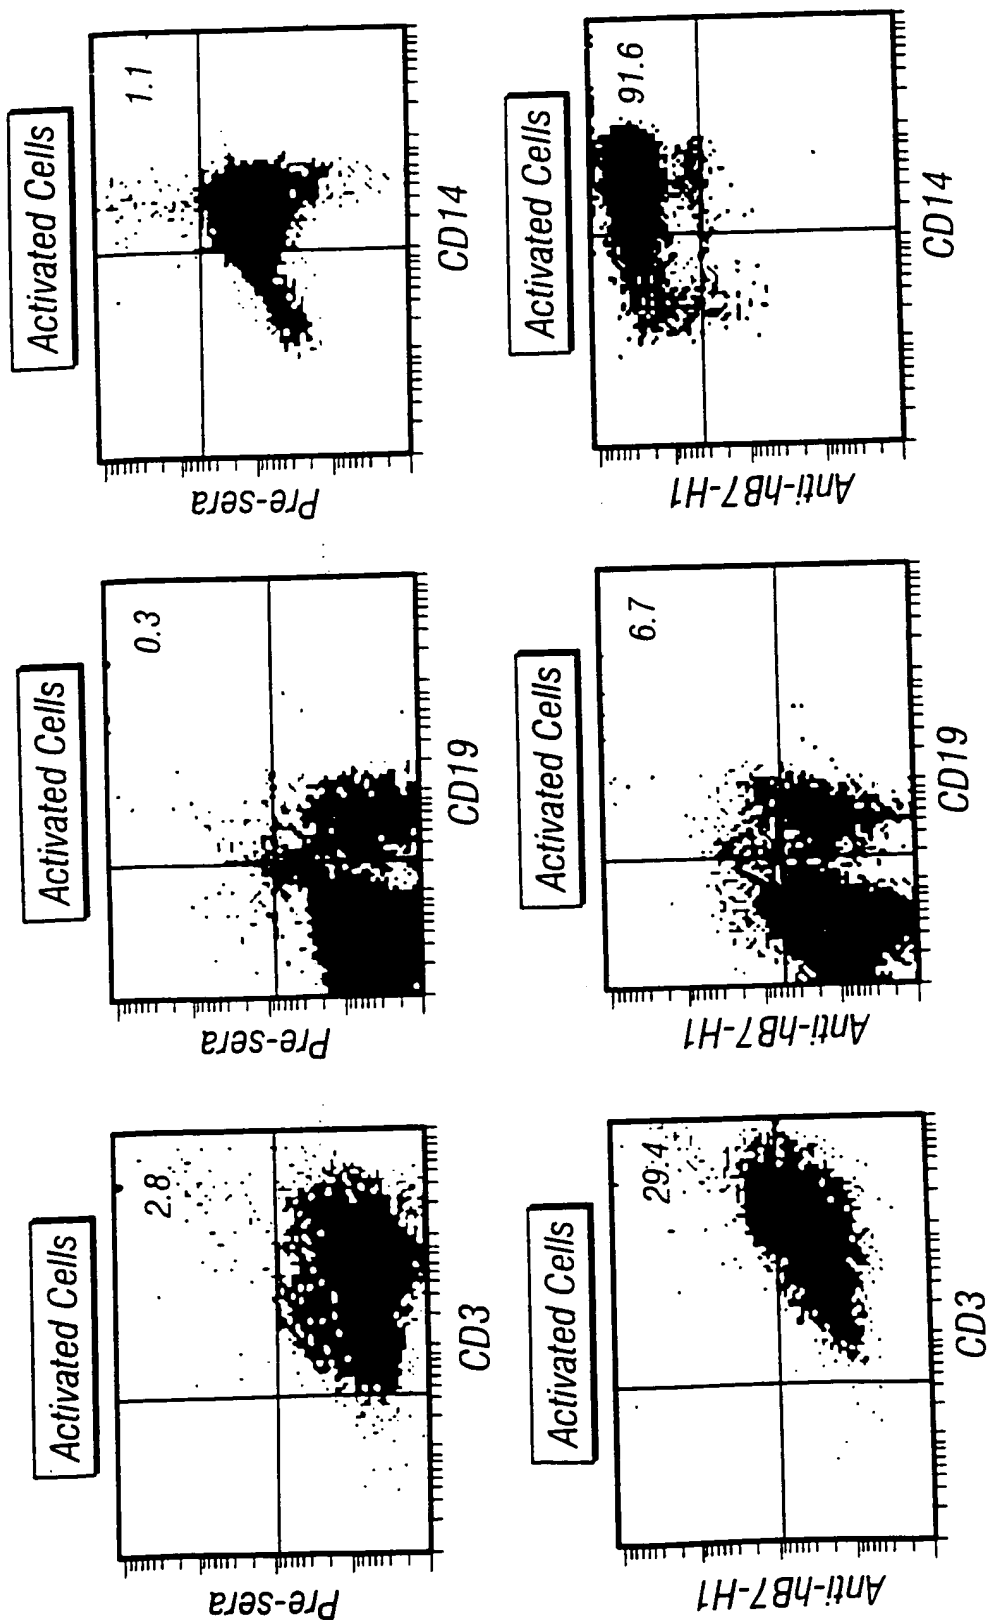 Activated Cells
2.8
Pre-sera
CD3
Activated Cells
0.3
Pre-sera
CD19
Activated Cells
1.1
Pre-sera
CD14
Activated Cells
29.4
Anti-hB7-H1
CD3
Activated Cells
6.7
Anti-hB7-H1
CD19
Activated Cells
91.6
Anti-hB7-H1
CD14